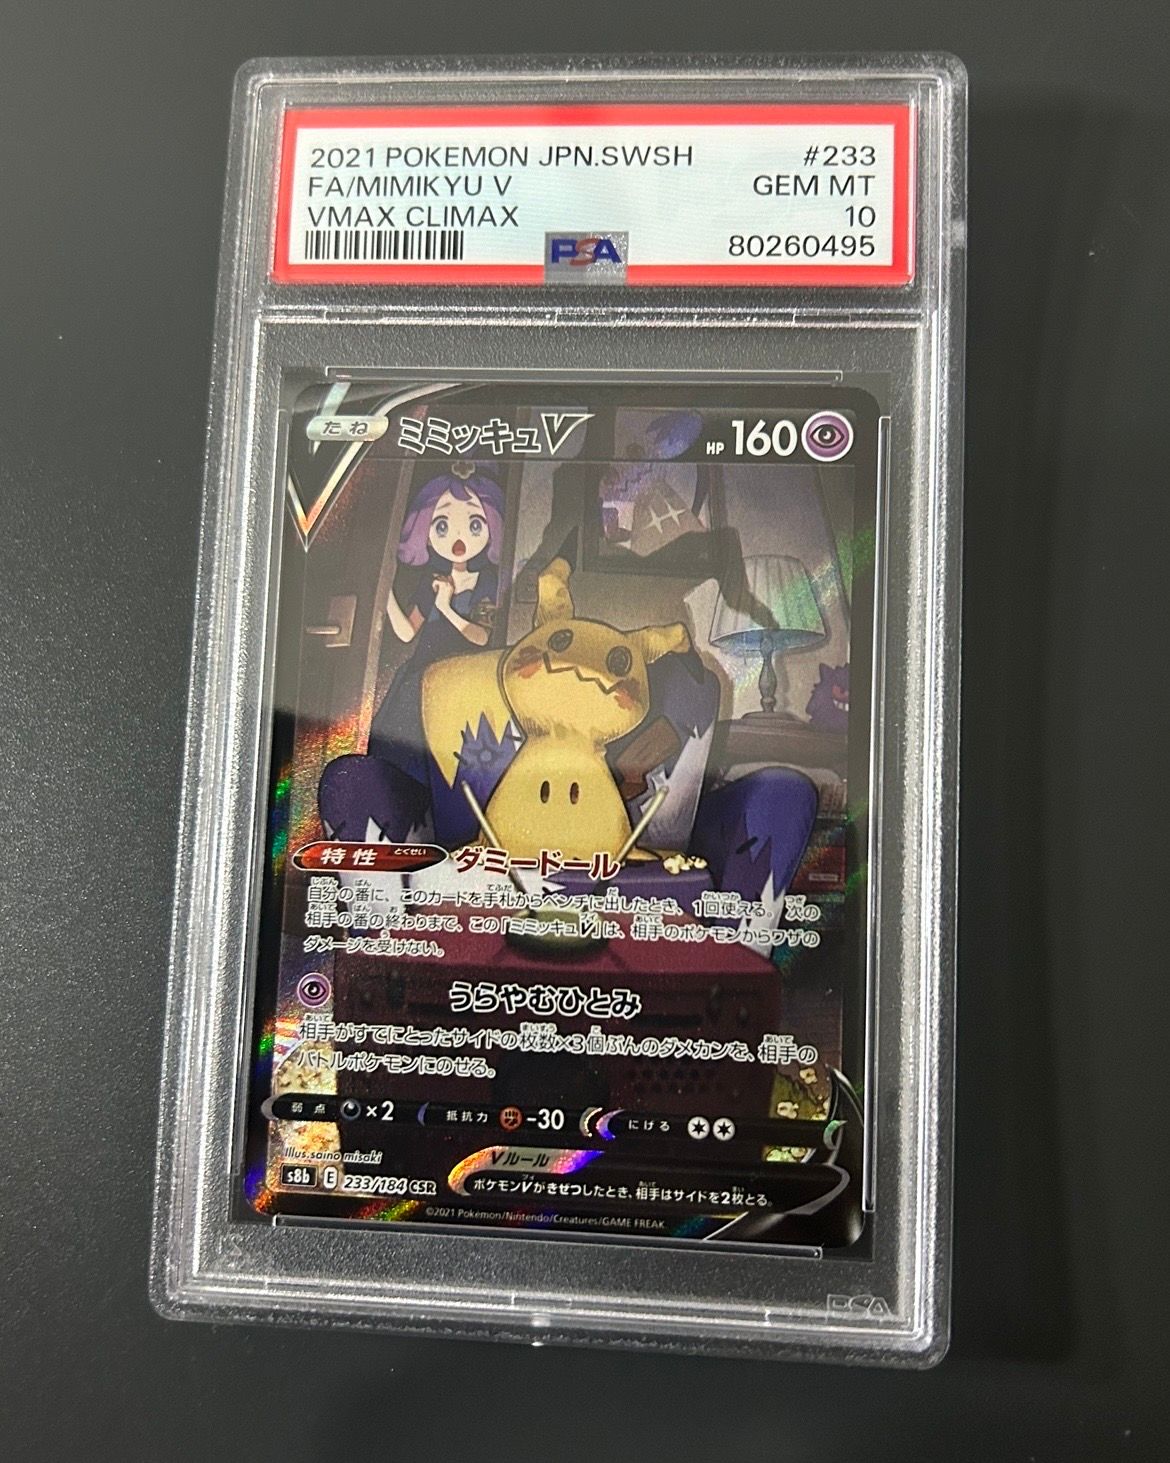 2021 POKEMON JPN.SWSH #233
FA/MIMIKYU V GEM MT
VMAX CLIMAX 10
PSA 80260495
たね ミミッキュV HP 160
特性 とくせい ダミードール
自分の番に、このカードを手札からベンチに出したとき、1回使える。次の
相手の番の終わりまで、この「ミミッキュV」は、相手のポケモンからワザの
ダメージを受けない。
うらやむひとみ
相手がすでにとったサイドの枚数×3個ぶんのダメカンを、相手の
バトルポケモンにのせる。
弱点 ×2 抵抗力 -30 にげる
Illus.saino misaki
Vルール
s8b E 233/184 CSR ポケモンVがきぜつしたとき、相手はサイドを2枚とる。
©2021 Pokémon/Nintendo/Creatures/GAME FREAK.
PSA